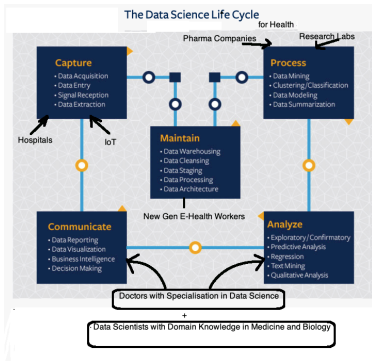 The Data Science Life Cycle
for Health
Pharma Companies
Research Labs
Capture
• Data Acquisition
• Data Entry
• Signal Reception
• Data Extraction
Process
• Data Mining
• Clustering/Classification
• Data Modeling
• Data Summarization
Hospitals
IoT
Maintain
• Data Warehousing
• Data Cleansing
• Data Staging
• Data Processing
• Data Architecture
New Gen E-Health Workers
Communicate
• Data Reporting
• Data Visualization
• Business Intelligence
• Decision Making
Analyze
• Exploratory/Confirmatory
• Predictive Analysis
• Regression
• Text Mining
• Qualitative Analysis
Doctors with Specialisation in Data Science
+
Data Scientists with Domain Knowledge in Medicine and Biology